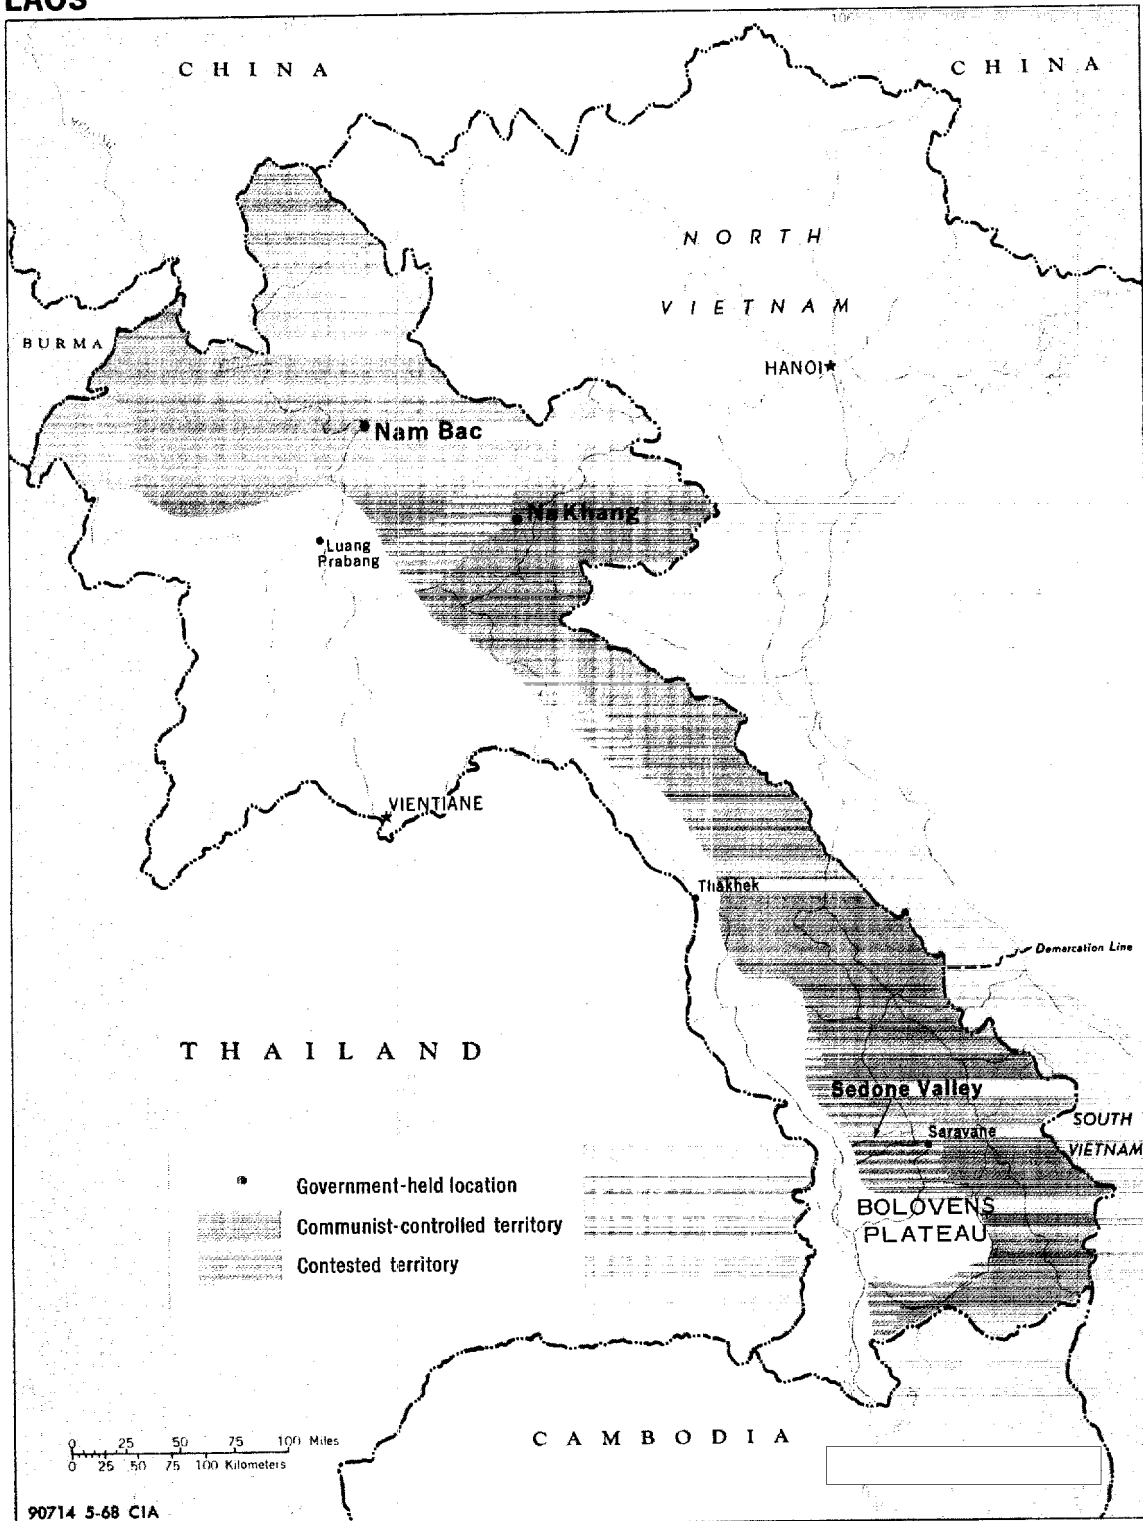 LAOS
CHINA
CHINA
NORTH
VIETNAM
BURMA
HANOI
Nam Bac
Na Khang
Luang
Prabang
VIENTIANE
Thakhek
Demarcation Line
THAILAND
Sedone Valley
Saravane
SOUTH
VIETNAM
BOLOVENS
PLATEAU
Government-held location
Communist-controlled territory
Contested territory
CAMBODIA
0 25 50 75 100 Miles
0 25 50 75 100 Kilometers
90714 5-68 CIA